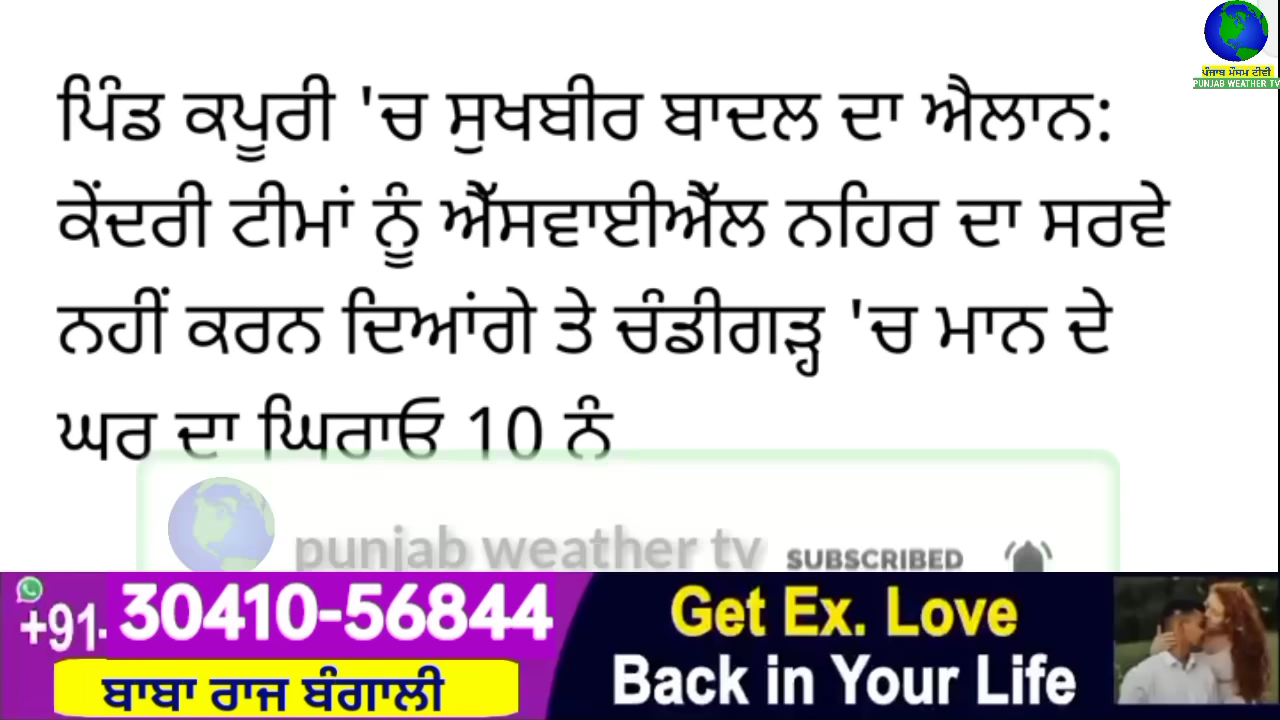 ਪੰਜਾਬ ਮੌਸਮ ਟੀਵੀ
PUNJAB WEATHER TV
ਪਿੰਡ ਕਪੂਰੀ 'ਚ ਸੁਖਬੀਰ ਬਾਦਲ ਦਾ ਐਲਾਨ:
ਕੇਂਦਰੀ ਟੀਮਾਂ ਨੂੰ ਐੱਸਵਾਈਐੱਲ ਨਹਿਰ ਦਾ ਸਰਵੇ
ਨਹੀਂ ਕਰਨ ਦਿਆਂਗੇ ਤੇ ਚੰਡੀਗੜ੍ਹ 'ਚ ਮਾਨ ਦੇ
ਘਰ ਦਾ ਘਿਰਾਓ 10 ਨੰ
punjab weather tv SUBSCRIBED
+91- 30410-56844
ਬਾਬਾ ਰਾਜ ਬੰਗਾਲੀ
Get Ex. Love
Back in Your Life